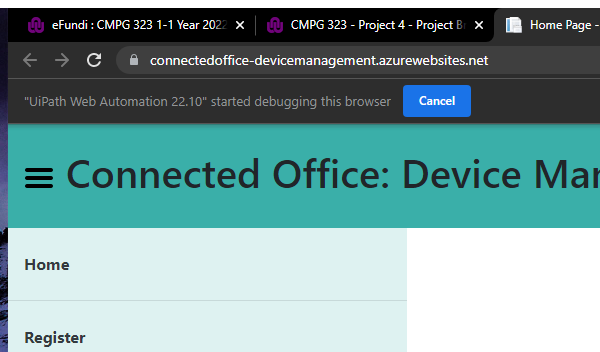 eFundi : CMPG 323 1-1 Year 2022
CMPG 323 - Project 4 - Project B
Home Page -
connectedoffice-devicemanagement.azurewebsites.net
"UiPath Web Automation 22.10" started debugging this browser
Cancel
Connected Office: Device Man
Home
Register